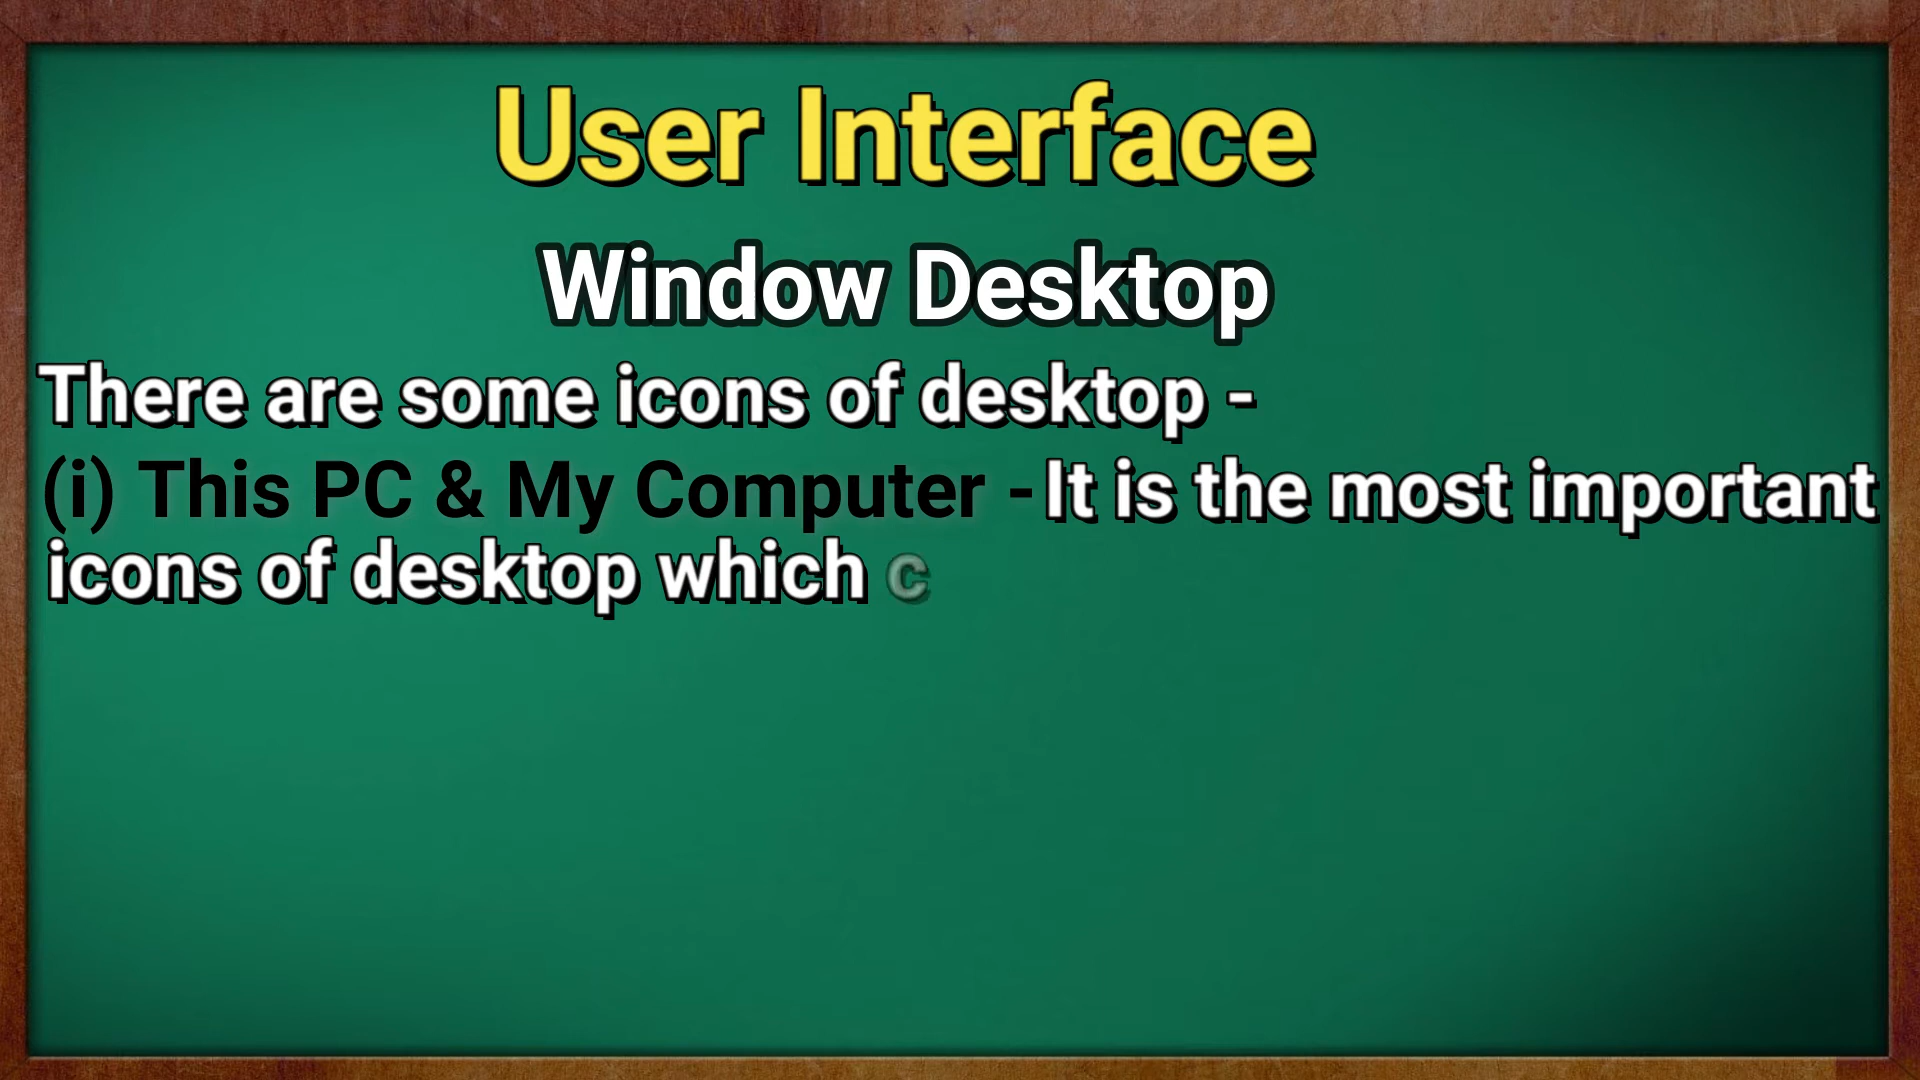 User Interface
Window Desktop
There are some icons of desktop -
(i) This PC & My Computer - It is the most important
icons of desktop which c